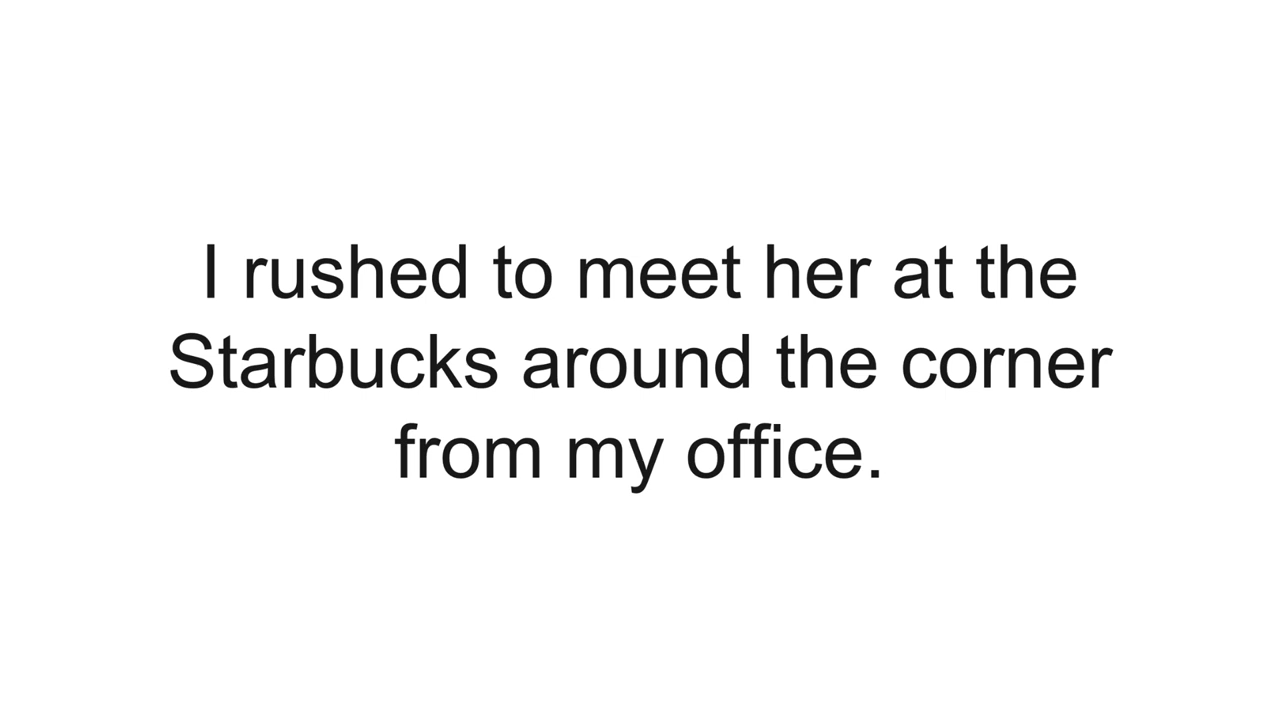 I rushed to meet her at the
Starbucks around the corner
from my office.